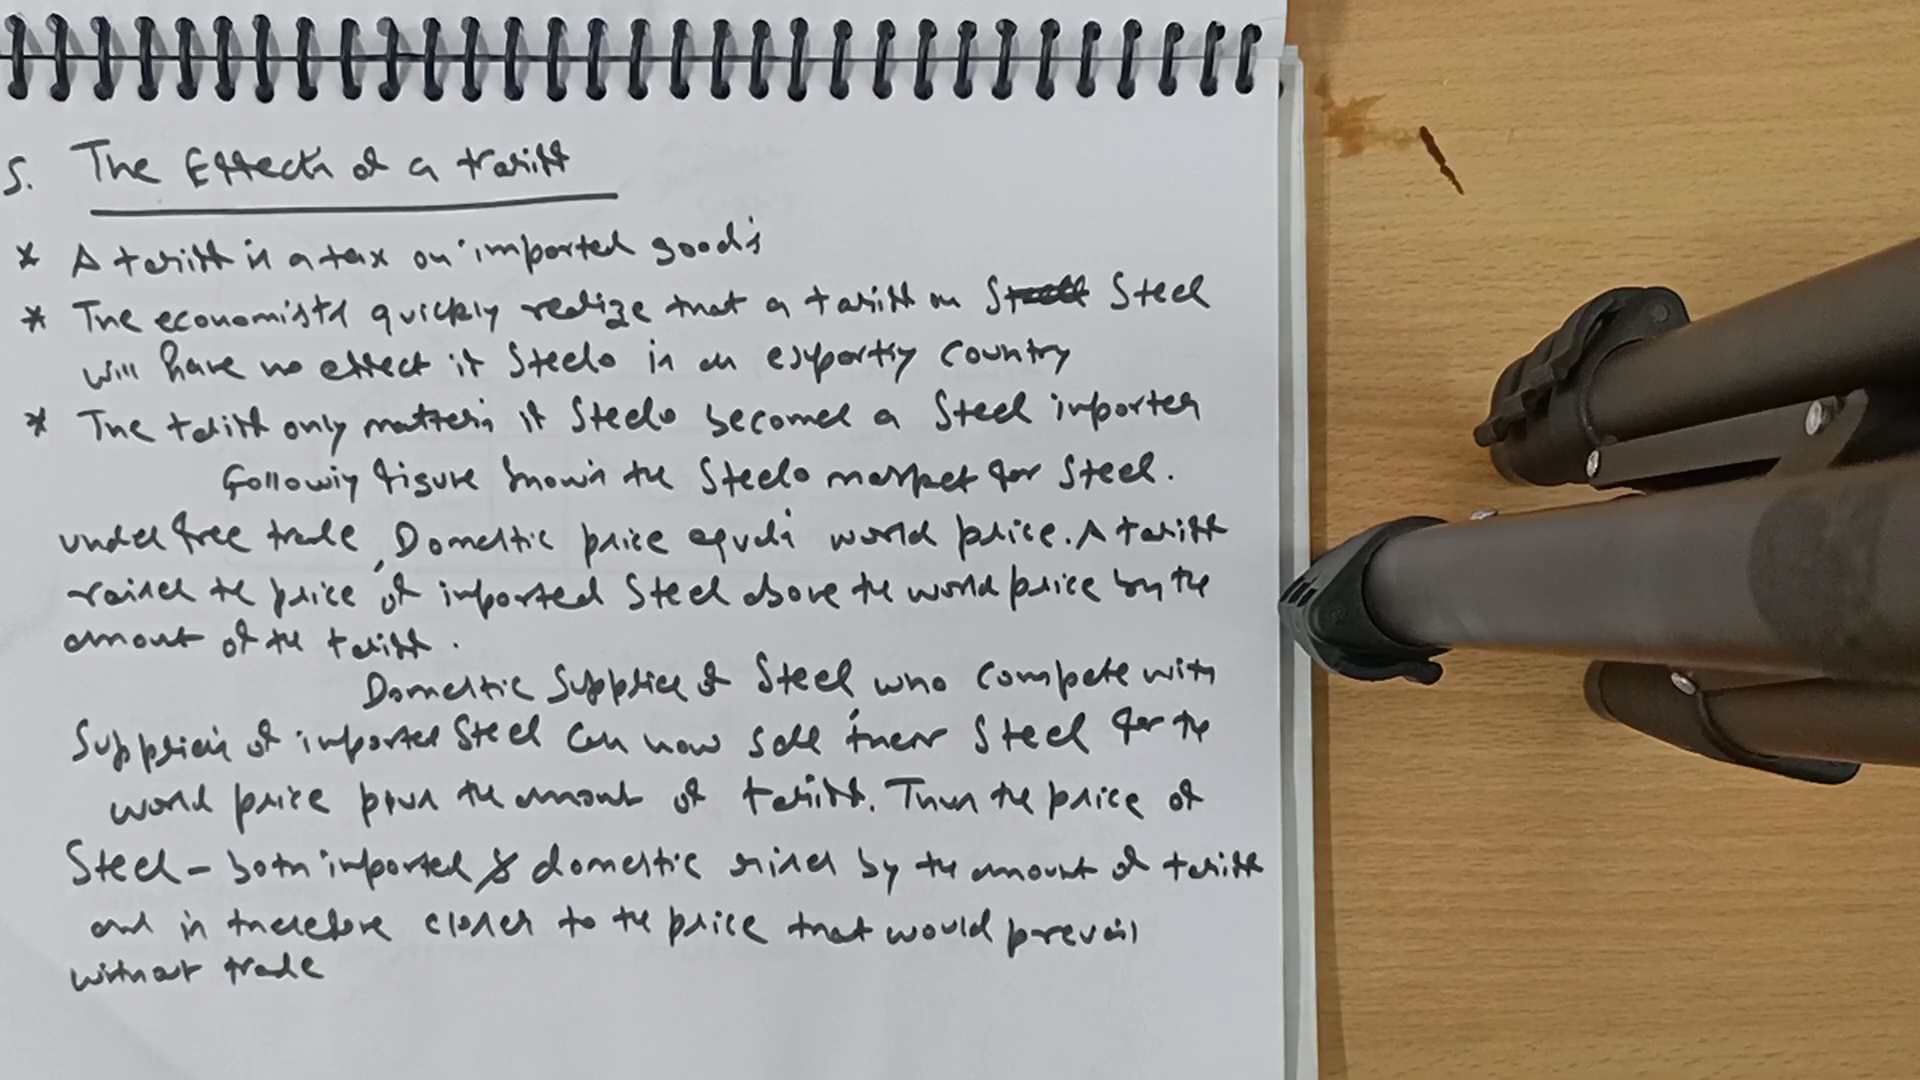 5. The Effects of a tariff
* A tariff is a tax on imported goods
* The economists quickly realize that a tariff on Steel
will have no effect if Steelo is an exporting country
* The tariff only matters if Steelo becomes a Steel importer
Following figure shows the Steelo market for Steel.
under free trade, Domestic price equals world price. A tariff
raises the price of imported Steel above the world price by the
amount of the tariff.
Domestic Supplies of Steel, who compete with
Suppliers of imported Steel can now sell their Steel for the
world price plus the amount of tariff. Thus the price of
Steel - both imported & domestic rises by the amount of tariff
and is therefore closer to the price that would prevail
without trade